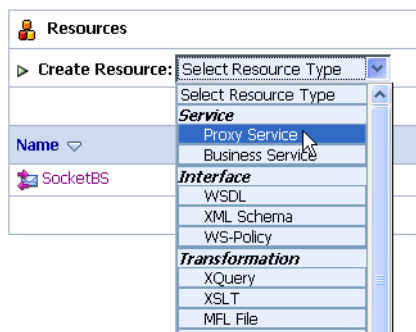 Resources
Create Resource: Select Resource Type
Select Resource Type
Service
Proxy Service
Business Service
Name
SocketBS
Interface
WSDL
XML Schema
WS-Policy
Transformation
XQuery
XSLT
MFL File